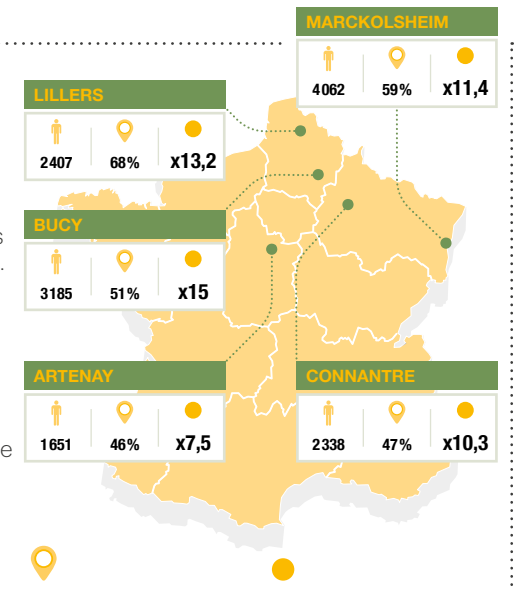 MARCKOLSHEIM
4062 59% x11,4
LILLERS
2407 68% x13,2
BUCY
3185 51% x15
ARTENAY
1651 46% x7,5
CONNANTRE
2338 47% x10,3
s
.
e